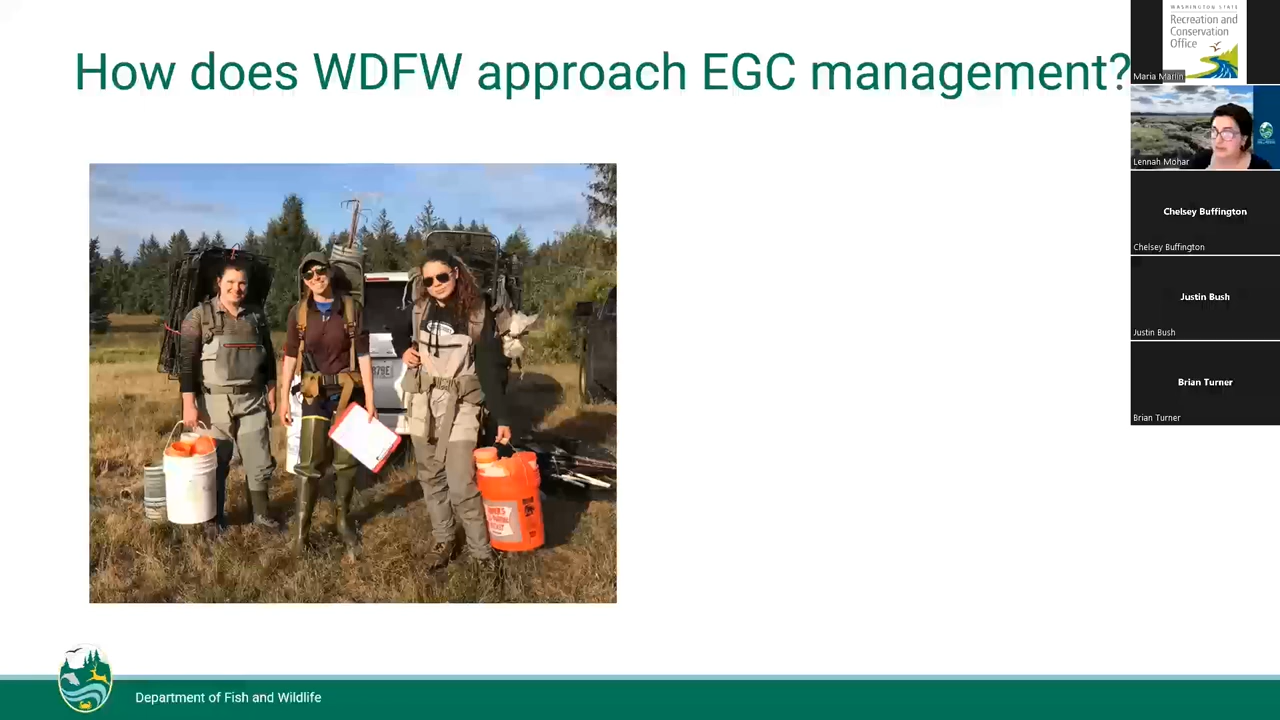 How does WDFW approach EGC management?
WASHINGTON STATE
Recreation and
Conservation
Office
Maria Marlin
Lennah Mohar
Chelsey Buffington
Chelsey Buffington
Justin Bush
Justin Bush
Brian Turner
Brian Turner
Department of Fish and Wildlife